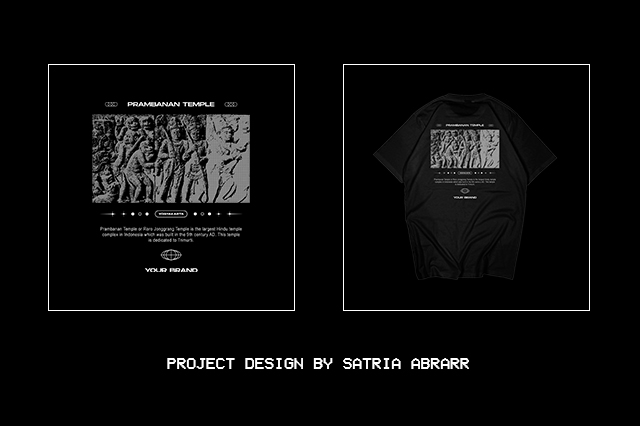 PRAMBANAN TEMPLE
Prambanan Temple or Roro Jonggrang Temple is the largest Hindu temple
complex in Indonesia which was built in the 9th century AD. This temple
is dedicated to Trimurti.
YOUR BRAND
PRAMBANAN TEMPLE
YOUR BRAND
PROJECT DESIGN BY SATRIA ABRARR